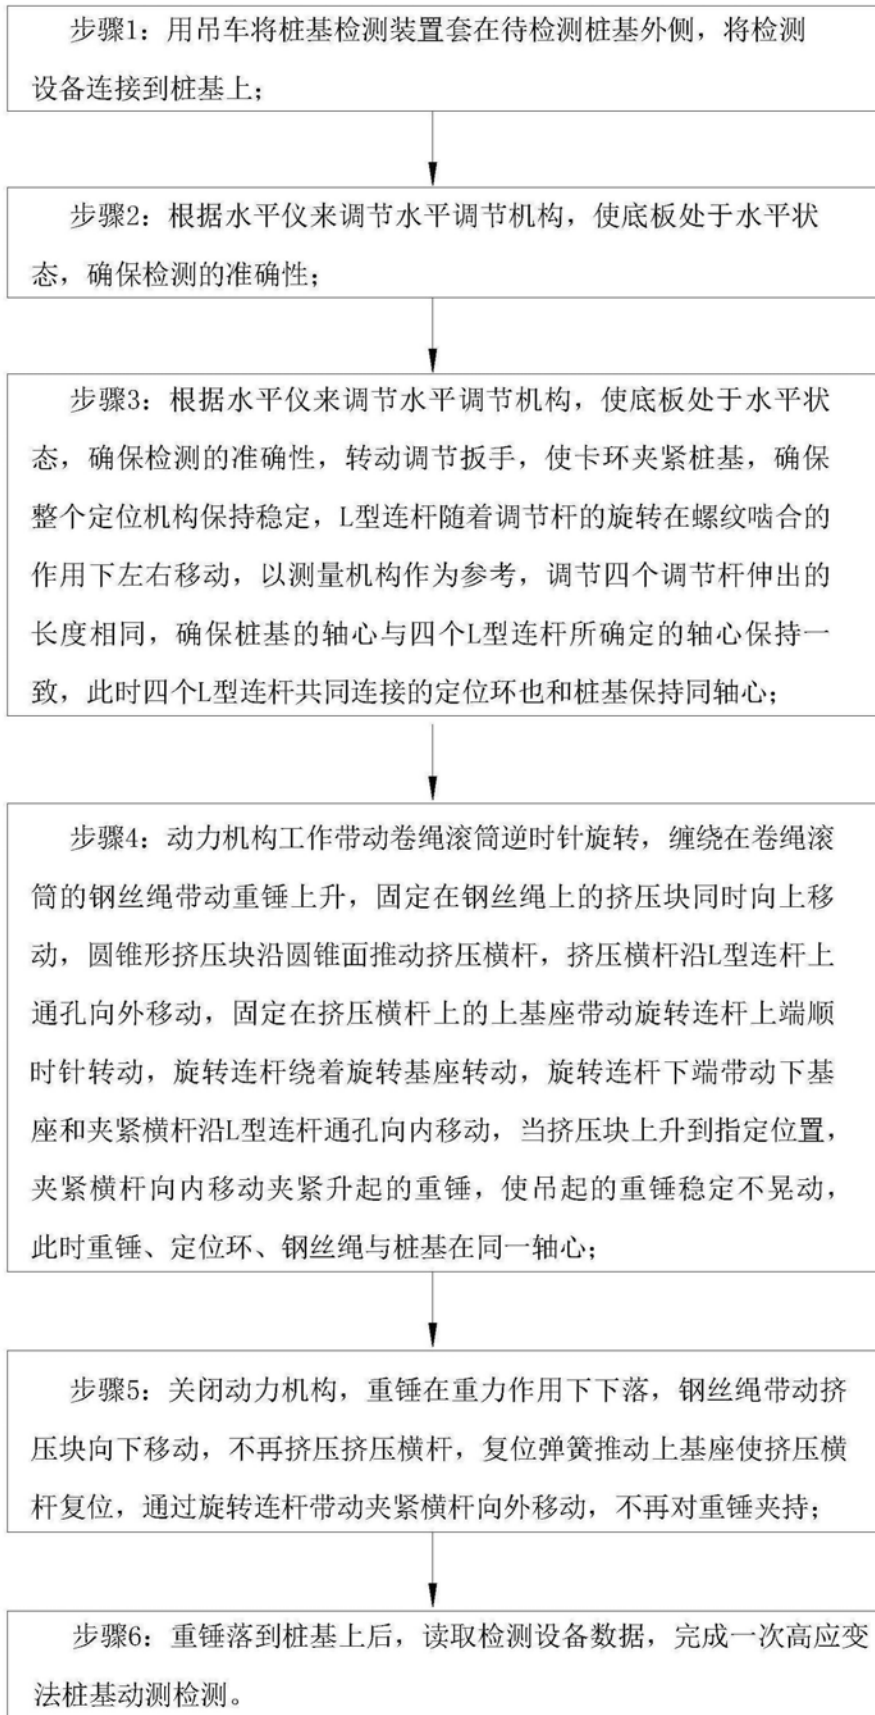 步骤1：用吊车将桩基检测装置套在待检测桩基外侧，将检测
设备连接到桩基上；
步骤2：根据水平仪来调节水平调节机构，使底板处于水平状
态，确保检测的准确性；
步骤3：根据水平仪来调节水平调节机构，使底板处于水平状
态，确保检测的准确性，转动调节扳手，使卡环夹紧桩基，确保
整个定位机构保持稳定，L型连杆随着调节杆的旋转在螺纹啮合的
作用下左右移动，以测量机构作为参考，调节四个调节杆伸出的
长度相同，确保桩基的轴心与四个L型连杆所确定的轴心保持一
致，此时四个L型连杆共同连接的定位环也和桩基保持同轴心；
步骤4：动力机构工作带动卷绳滚筒逆时针旋转，缠绕在卷绳滚
筒的钢丝绳带动重锤上升，固定在钢丝绳上的挤压块同时向上移
动，圆锥形挤压块沿圆锥面推动挤压横杆，挤压横杆沿L型连杆上
通孔向外移动，固定在挤压横杆上的上基座带动旋转连杆上端顺
时针转动，旋转连杆绕着旋转基座转动，旋转连杆下端带动下基
座和夹紧横杆沿L型连杆通孔向内移动，当挤压块上升到指定位置，
夹紧横杆向内移动夹紧升起的重锤，使吊起的重锤稳定不晃动，
此时重锤、定位环、钢丝绳与桩基在同一轴心；
步骤5：关闭动力机构，重锤在重力作用下下落，钢丝绳带动挤
压块向下移动，不再挤压挤压横杆，复位弹簧推动上基座使挤压横
杆复位，通过旋转连杆带动夹紧横杆向外移动，不再对重锤夹持；
步骤6：重锤落到桩基上后，读取检测设备数据，完成一次高应变
法桩基动测检测。